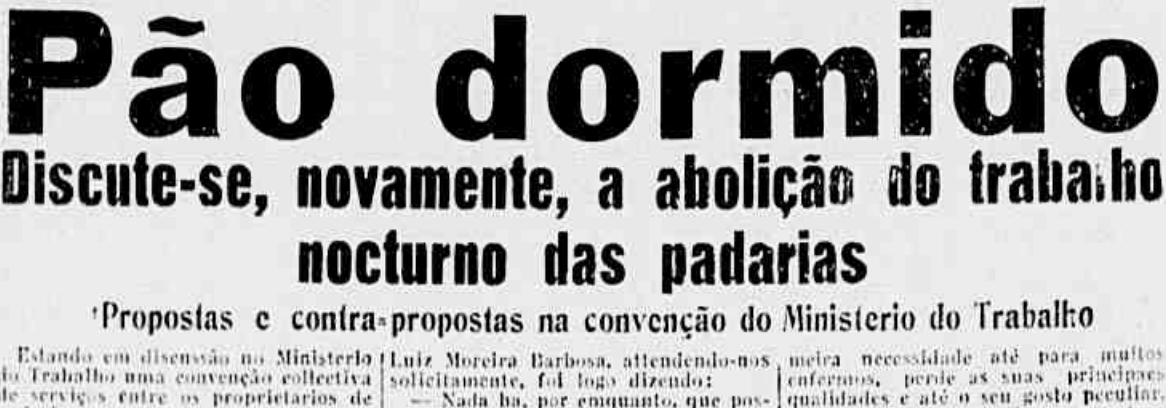 Pão dormido
Discute-se, novamente, a abolição do trabalho
nocturno das padarias
Propostas e contra-propostas na convenção do Ministerio do Trabalho
Estando em discussão no Ministerio
do Trabalho uma convenção collectiva
de serviços entre os proprietarios de
Luiz Moreira Barbosa, attendendo-nos
solicitamente, foi logo dizendo:
— Nada ha, por emquanto, que pos-
meira necessidade até para muitos
enfermos, perde as suas principaes
qualidades e até o seu gosto peculiar.